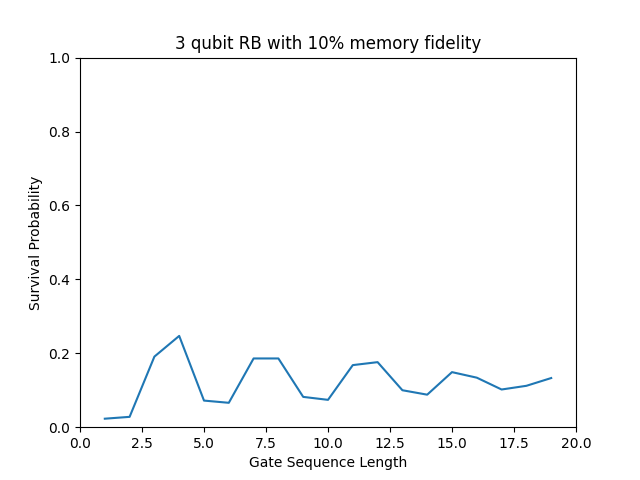 3 qubit RB with 10% memory fidelity
1.0
0.8
0.6
0.4
0.2
0.0
Survival Probability
0.0 2.5 5.0 7.5 10.0 12.5 15.0 17.5 20.0
Gate Sequence Length